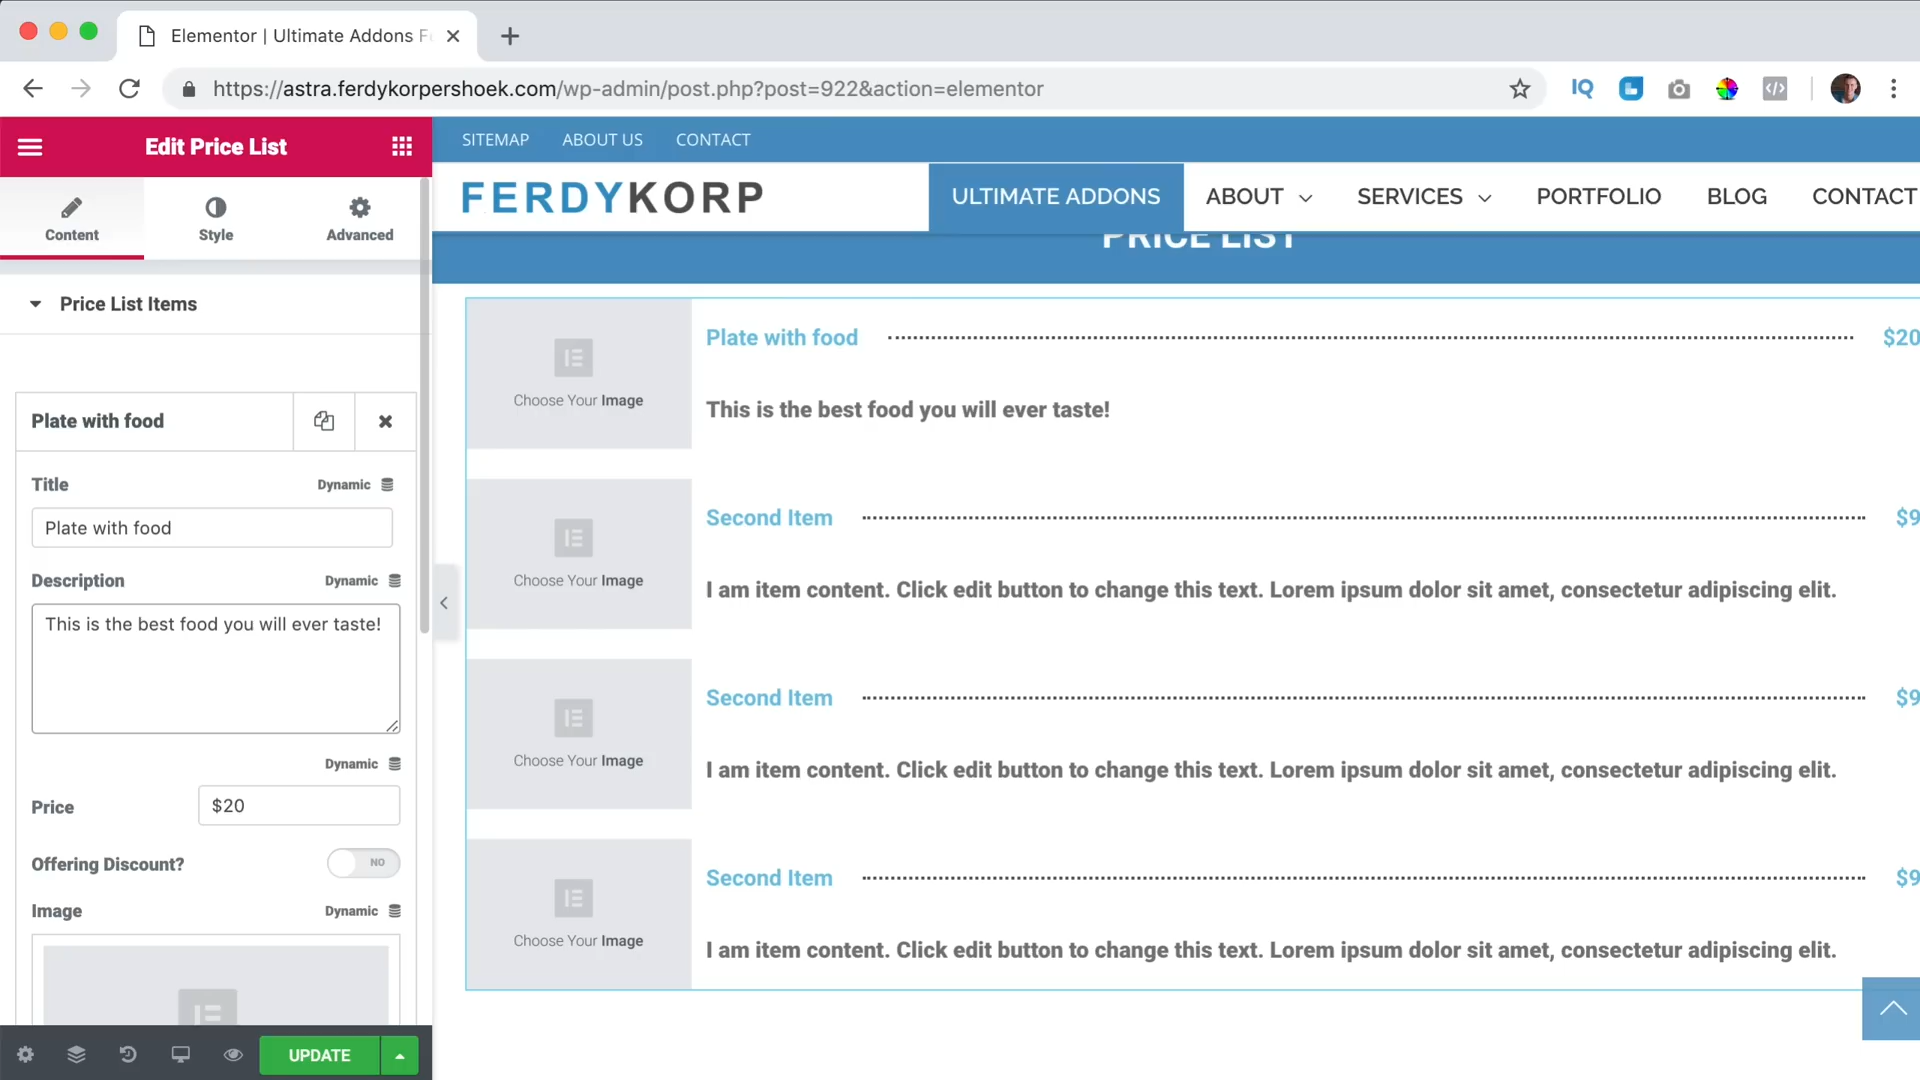 Elementor | Ultimate Addons F
https://astra.ferdykorpershoek.com/wp-admin/post.php?post=922&action=elementor
IQ
Edit Price List
Content
Style
Advanced
Price List Items
Plate with food
Title
Dynamic
Plate with food
Description
Dynamic
This is the best food you will ever taste!
Dynamic
Price
$20
Offering Discount?
NO
Image
Dynamic
UPDATE
SITEMAP
ABOUT US
CONTACT
FERDYKORP
ULTIMATE ADDONS
ABOUT
SERVICES
PORTFOLIO
BLOG
CONTACT
PRICE LIST
Choose Your Image
Plate with food
$20
This is the best food you will ever taste!
Choose Your Image
Second Item
$9
I am item content. Click edit button to change this text. Lorem ipsum dolor sit amet, consectetur adipiscing elit.
Choose Your Image
Second Item
$9
I am item content. Click edit button to change this text. Lorem ipsum dolor sit amet, consectetur adipiscing elit.
Choose Your Image
Second Item
$9
I am item content. Click edit button to change this text. Lorem ipsum dolor sit amet, consectetur adipiscing elit.